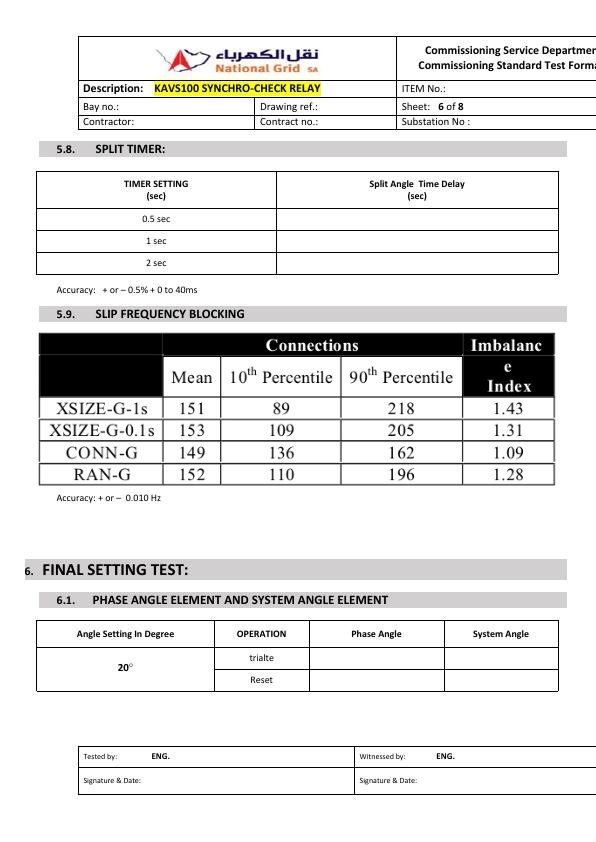 نقل الكهرباء
National Grid SA
Commissioning Service Departmen
Commissioning Standard Test Forma
Description: KAVS100 SYNCHRO-CHECK RELAY
ITEM No.:
Bay no.:
Drawing ref.:
Sheet: 6 of 8
Contractor:
Contract no.:
Substation No :
5.8. SPLIT TIMER:
TIMER SETTING
(sec)
Split Angle Time Delay
(sec)
0.5 sec
1 sec
2 sec
Accuracy: + or – 0.5% + 0 to 40ms
5.9. SLIP FREQUENCY BLOCKING
Connections
Imbalanc
e
Index
Mean 10th Percentile 90th Percentile
XSIZE-G-1s 151 89 218 1.43
XSIZE-G-0.1s 153 109 205 1.31
CONN-G 149 136 162 1.09
RAN-G 152 110 196 1.28
Accuracy: + or – 0.010 Hz
6. FINAL SETTING TEST:
6.1. PHASE ANGLE ELEMENT AND SYSTEM ANGLE ELEMENT
Angle Setting In Degree OPERATION Phase Angle System Angle
20° trialte
Reset
Tested by: ENG.
Witnessed by: ENG.
Signature & Date:
Signature & Date: